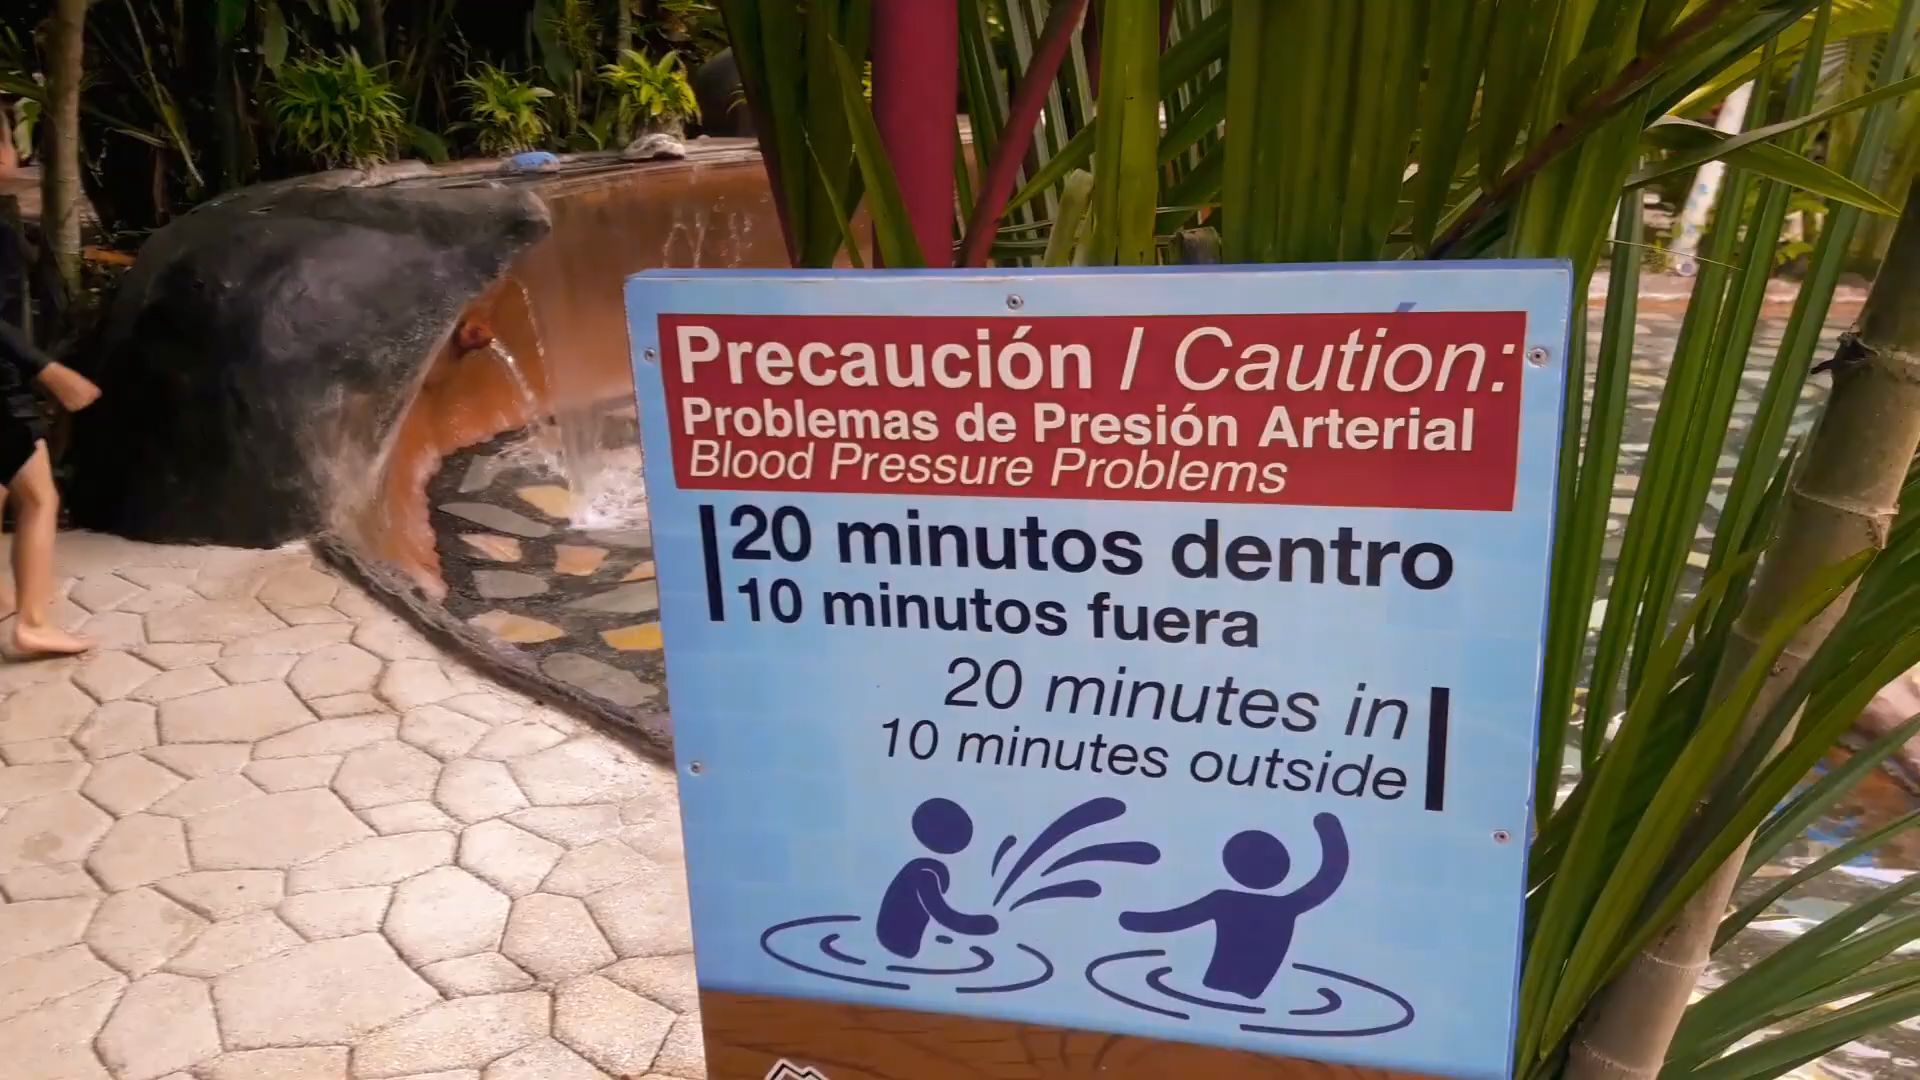 Precaución / Caution:
Problemas de Presión Arterial
Blood Pressure Problems
20 minutos dentro
10 minutos fuera
20 minutes in
10 minutes outside